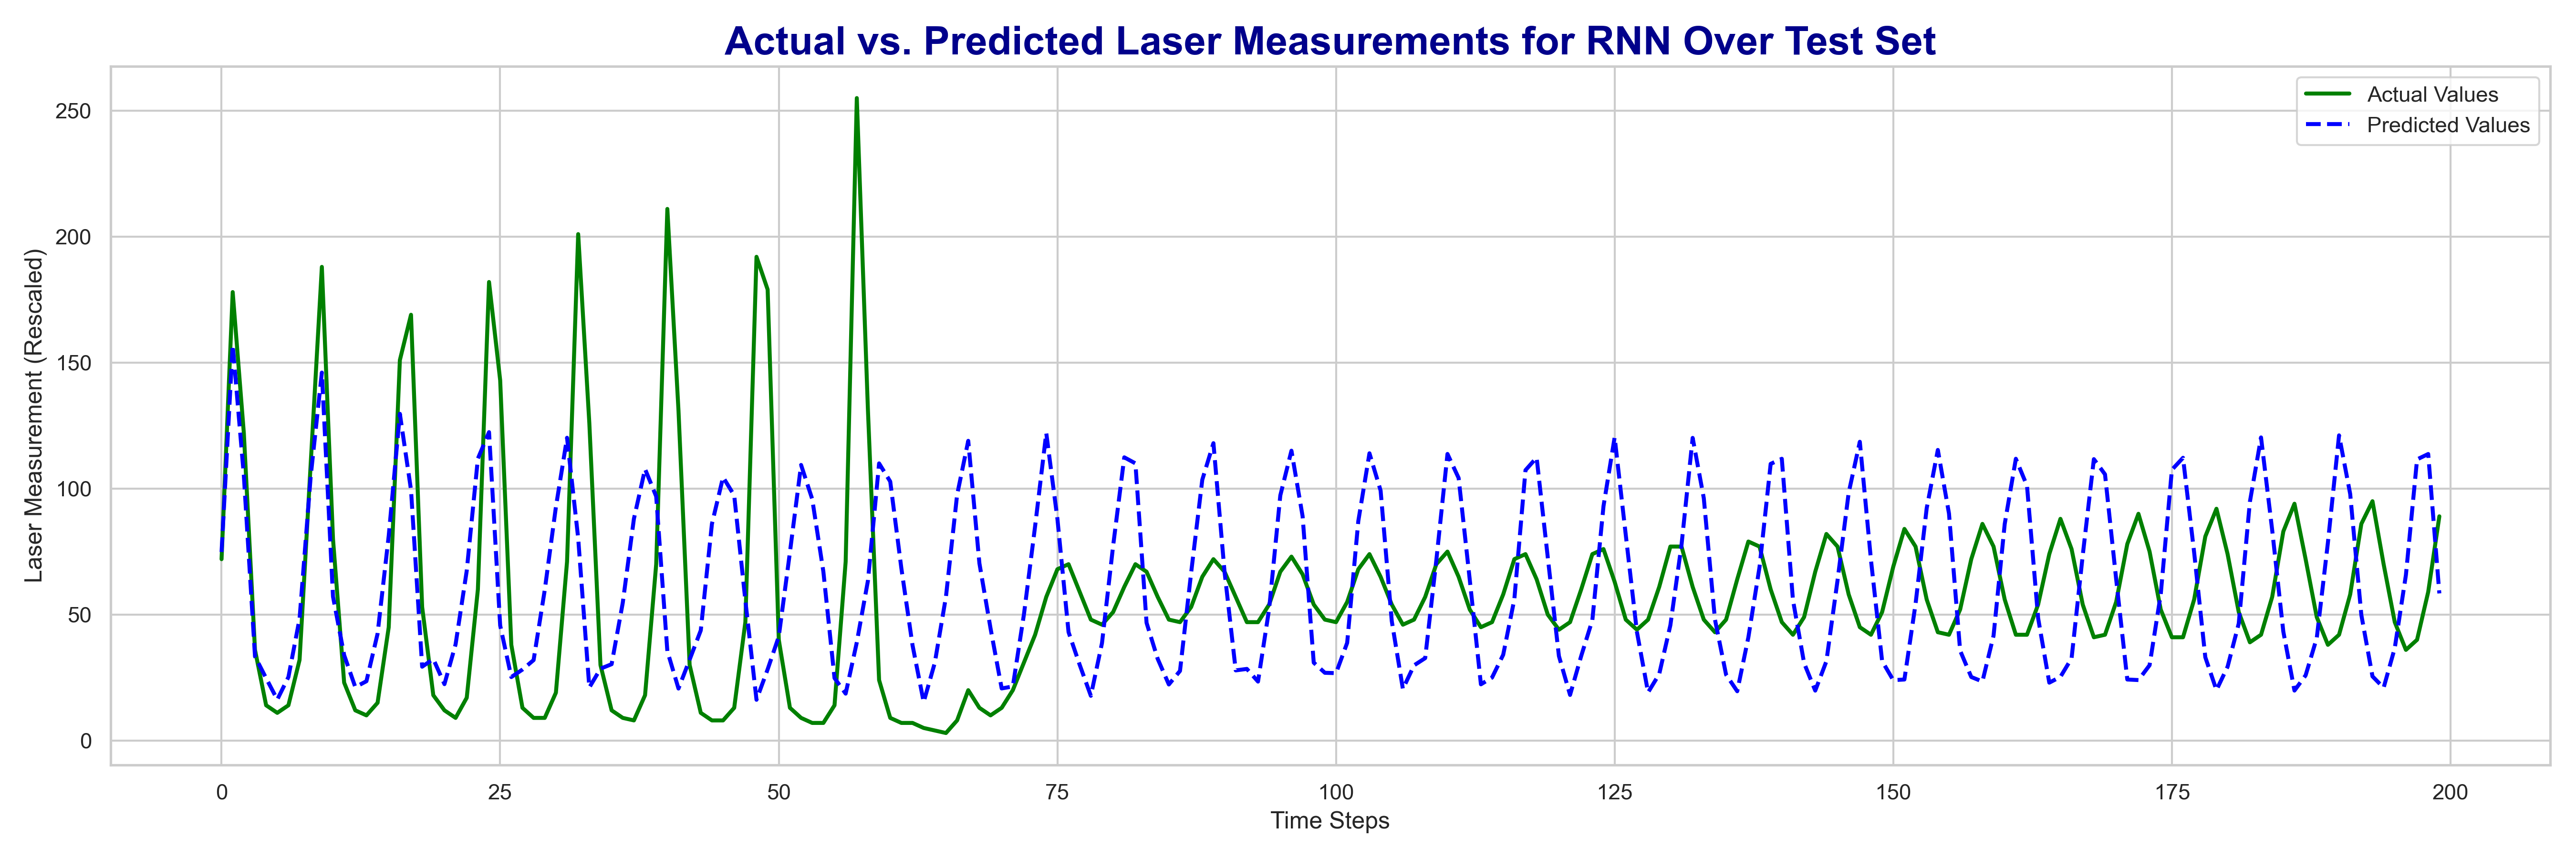 Actual vs. Predicted Laser Measurements for RNN Over Test Set
Actual Values
Predicted Values
Laser Measurement (Rescaled)
250
200
150
100
50
0
0 25 50 75 100 125 150 175 200
Time Steps